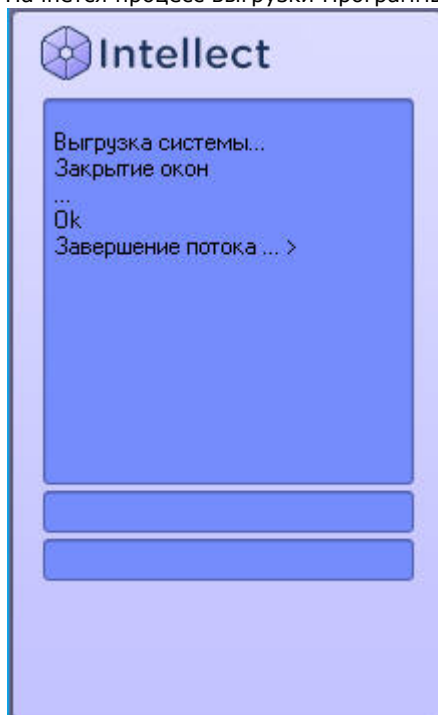 Intellect
Выгрузка системы...
Закрытие окон
...
Ok
Завершение потока ... >